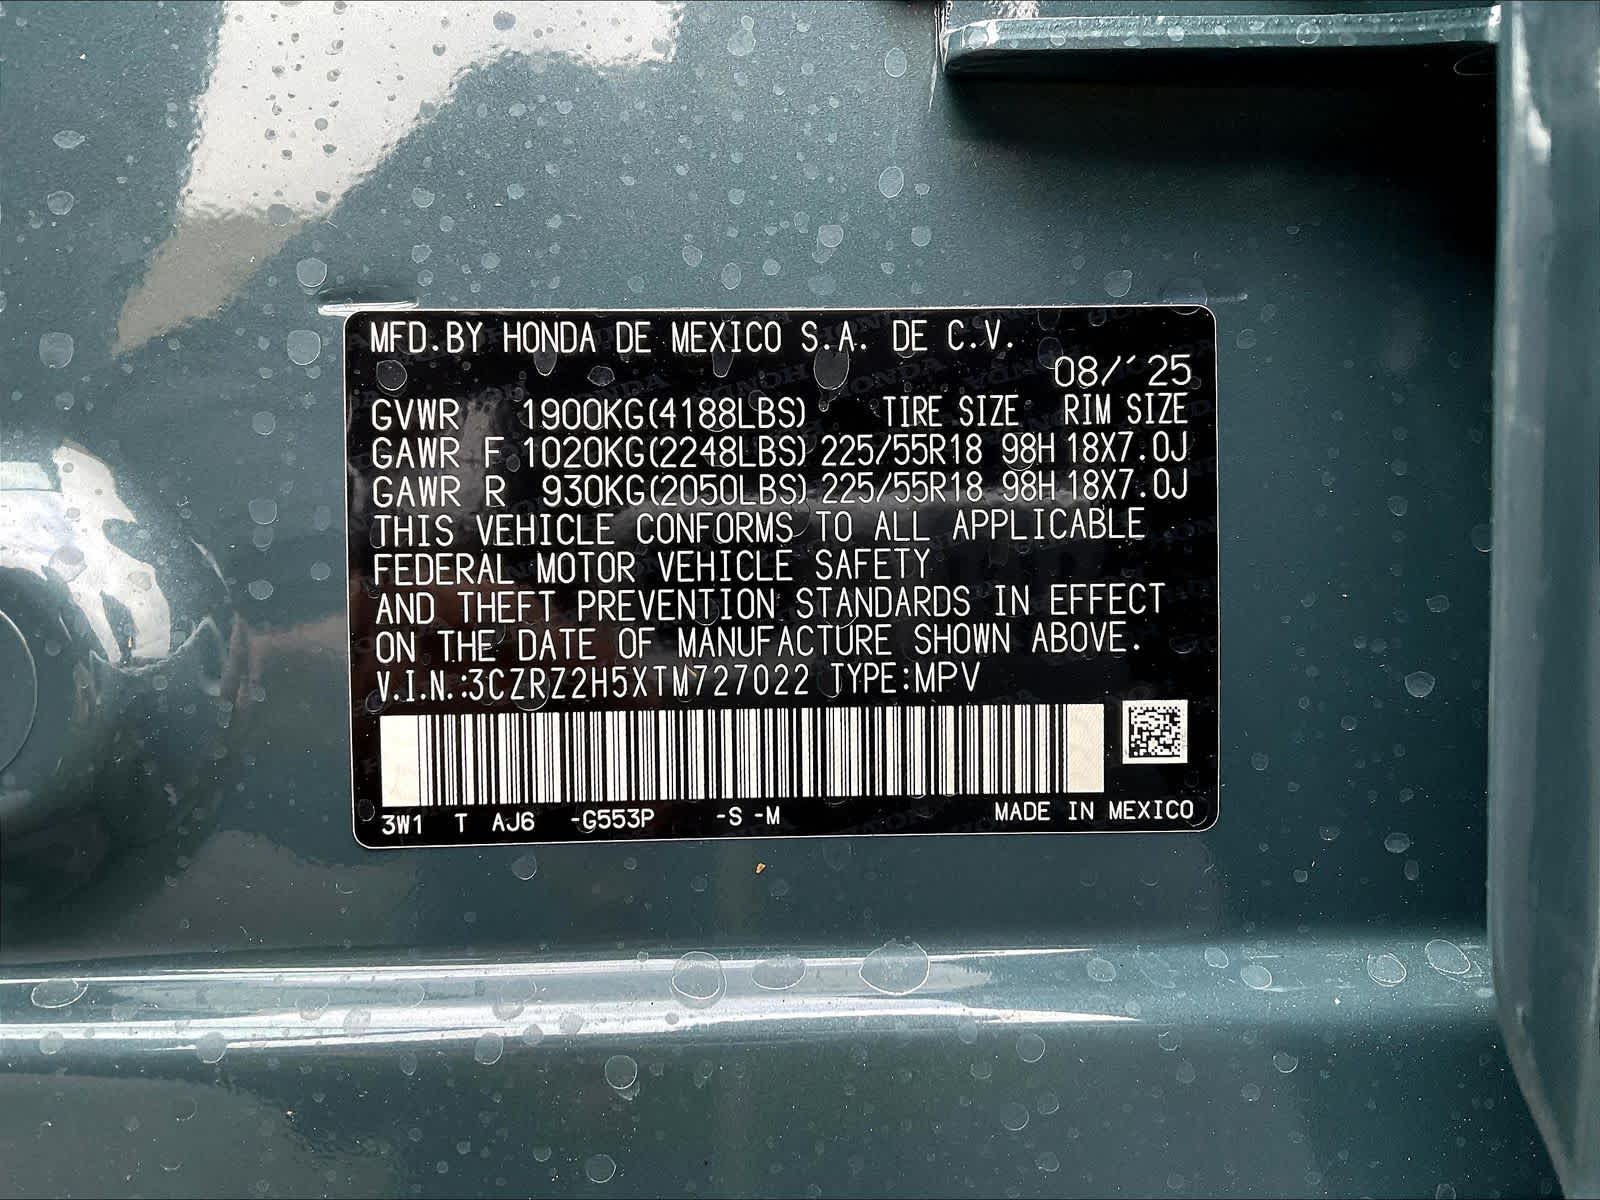 MFD.BY HONDA DE MEXICO S.A. DE C.V.
08/´25
GVWR 1900KG(4188LBS) TIRE SIZE RIM SIZE
GAWR F 1020KG(2248LBS) 225/55R18 98H 18X7.0J
GAWR R 930KG(2050LBS) 225/55R18 98H 18X7.0J
THIS VEHICLE CONFORMS TO ALL APPLICABLE
FEDERAL MOTOR VEHICLE SAFETY
AND THEFT PREVENTION STANDARDS IN EFFECT
ON THE DATE OF MANUFACTURE SHOWN ABOVE.
V.I.N.:3CZRZ2H5XTM727022 TYPE:MPV
3W1 T AJ6 -G553P -S -M MADE IN MEXICO